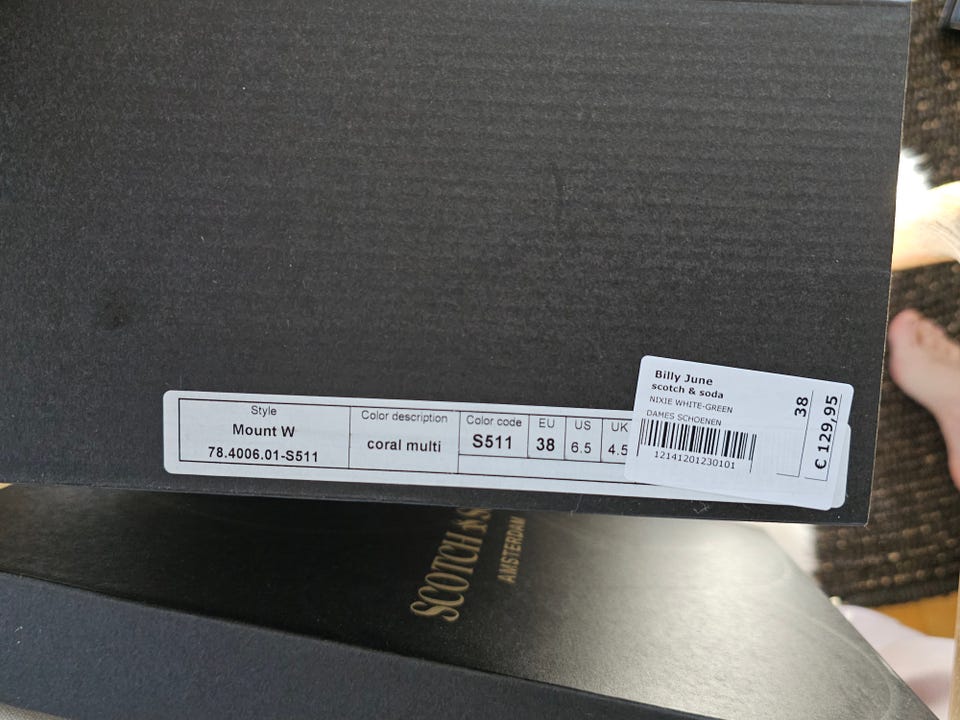 Style
Mount W
78.4006.01-S511
Color description
coral multi
Color code
S511
EU
38
US
6.5
UK
4.5
Billy June
scotch & soda
NIXIE WHITE-GREEN
DAMES SCHOENEN
12141201230101
38
€ 129,95
SCOTCH & S
AMSTERDAM